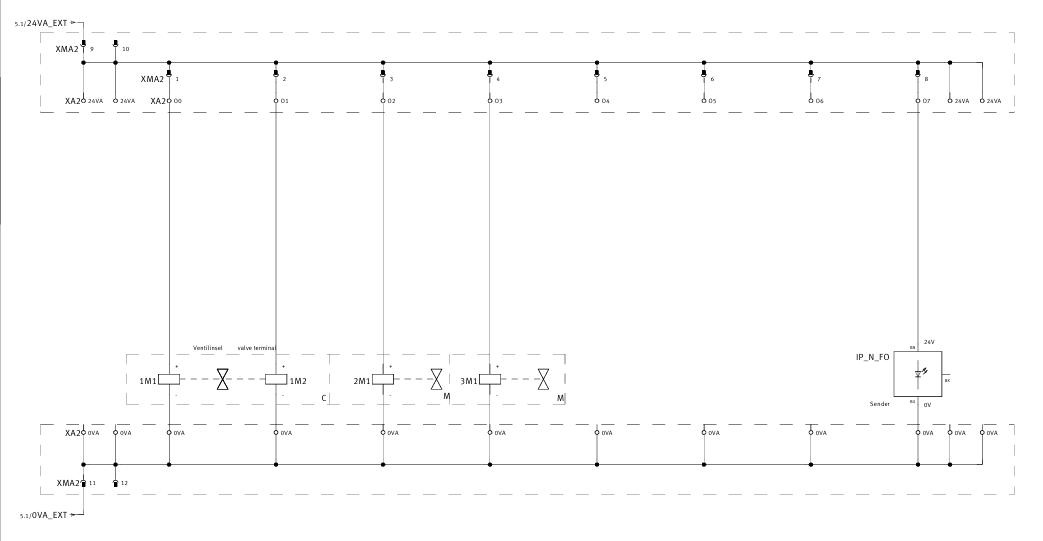 5.1/24VA_EXT
XMA2 9 10
XMA2 1 2 3 4 5 6 7 8
XA2 24VA 24VA XA2 O0 O1 O2 O3 O4 O5 O6 O7 24VA 24VA
Ventilinsel valve terminal
24V
IP_N_FO
+ + + +
1M1 1M2 2M1 3M1
- - - -
C M M
Sender 0V
XA2 0VA 0VA 0VA 0VA 0VA 0VA 0VA 0VA 0VA 0VA 0VA 0VA
XMA2 11 12
5.1/0VA_EXT